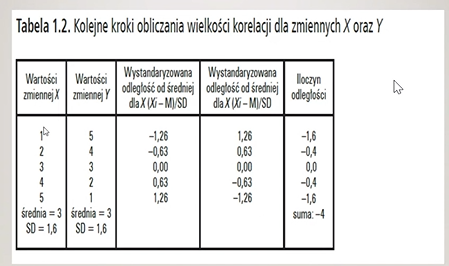 Tabela 1.2. Kolejne kroki obliczania wielkości korelacji dla zmiennych X oraz Y
Wartości zmiennej X | Wartości zmiennej Y | Wystandaryzowana odległość od średniej dla X (Xi – M)/SD | Wystandaryzowana odległość od średniej dla X (Xi – M)/SD | Iloczyn odległości
1 5 –1,26 1,26 –1,6
2 4 –0,63 0,63 –0,4
3 3 0,00 0,00 0,0
4 2 0,63 –0,63 –0,4
5 1 1,26 –1,26 –1,6
średnia = 3 średnia = 3 suma: –4
SD = 1,6 SD = 1,6